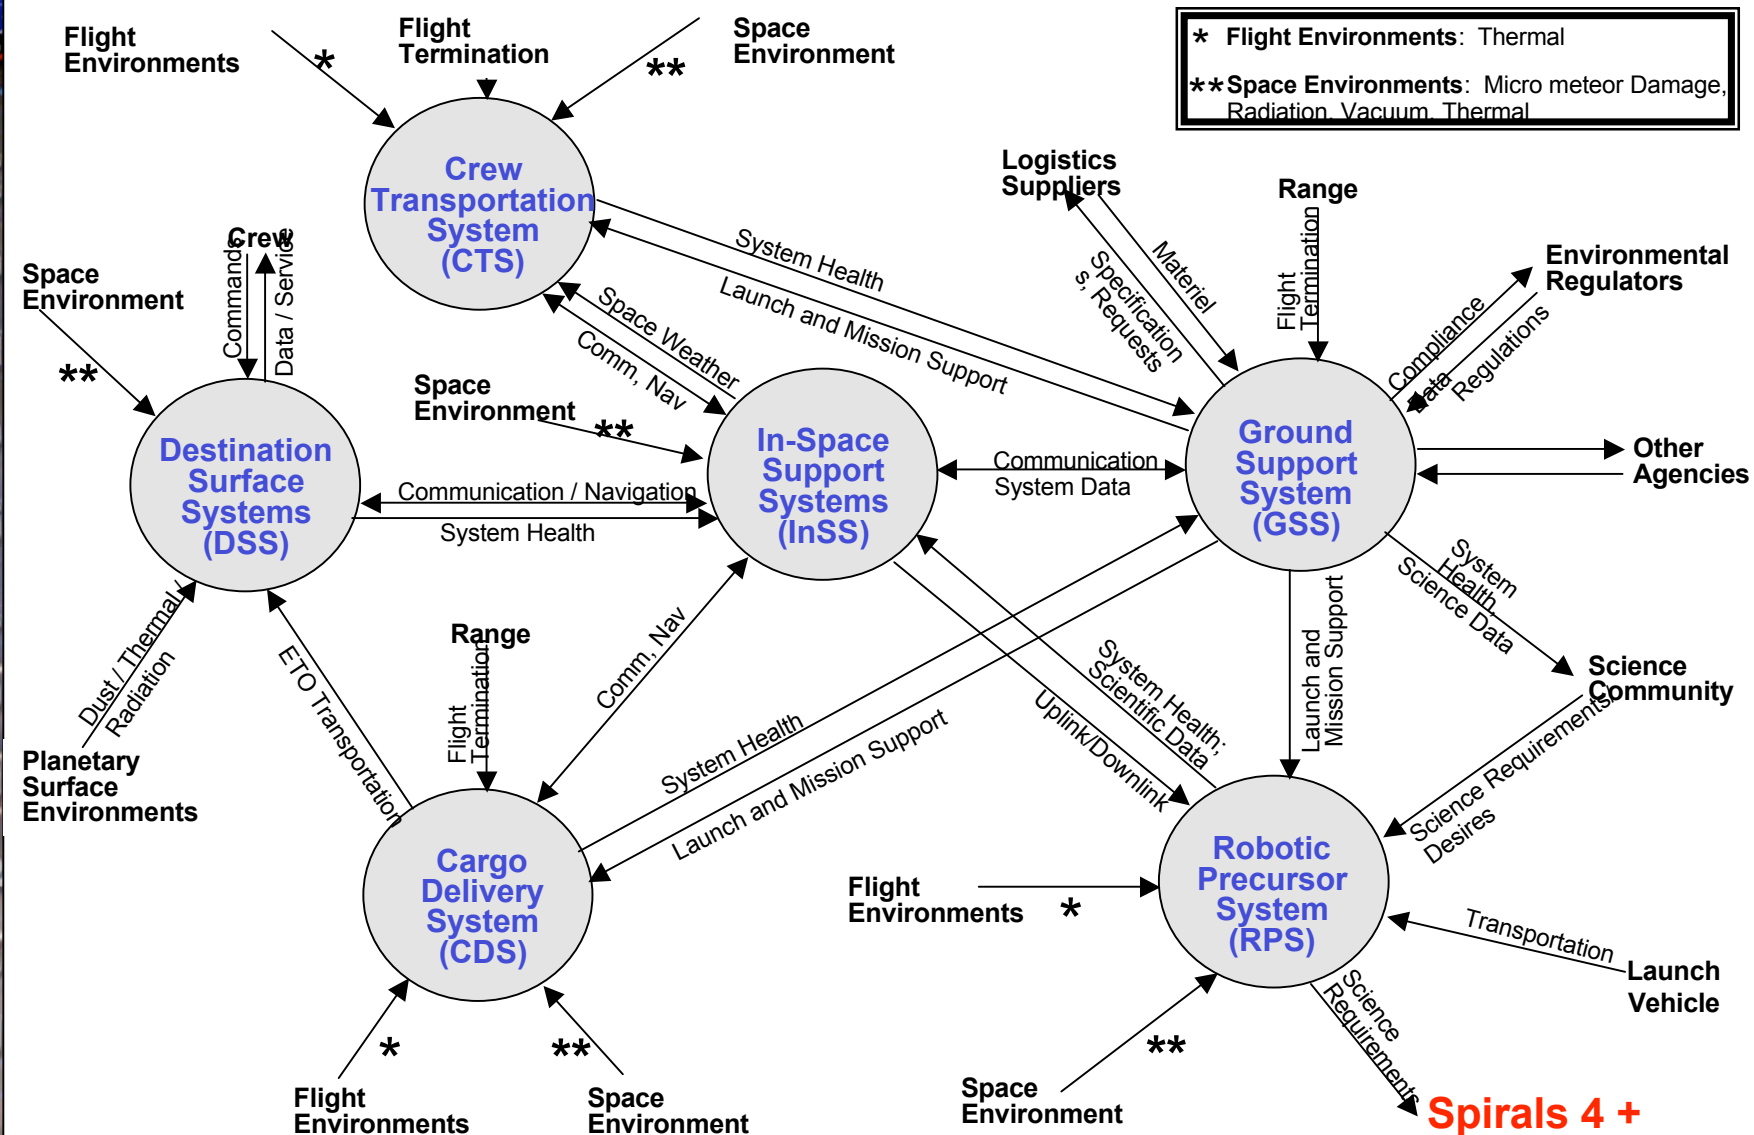 Flight
Environments
*
Flight
Termination
Space
Environment
**
* Flight Environments: Thermal
** Space Environments: Micro meteor Damage,
Radiation, Vacuum, Thermal
Crew
Transportation
System
(CTS)
Logistics
Suppliers
Range
Flight
Termination
Materiel
Specification
s, Requests
Environmental
Regulators
Compliance
Data
Regulations
Crew
Commands
Data / Service
Space
Environment
**
System Health
Launch and Mission Support
Space Weather
Comm, Nav
Space
Environment
**
Destination
Surface
Systems
(DSS)
In-Space
Support
Systems
(InSS)
Ground
Support
System
(GSS)
Communication
System Data
Other
Agencies
Communication / Navigation
System Health
System
Health,
Science Data
Science
Community
Dust / Thermal /
Radiation
Planetary
Surface
Environments
ETO Transportation
Range
Flight
Termination
Comm, Nav
System Health
Launch and Mission Support
System Health;
Scientific Data
Uplink/Downlink
Launch and
Mission Support
Science Requirements/
Desires
Cargo
Delivery
System
(CDS)
Robotic
Precursor
System
(RPS)
Flight
Environments
*
Transportation
Launch
Vehicle
*
Flight
Environments
**
Space
Environment
**
Space
Environment
Science
Requirements
Spirals 4 +